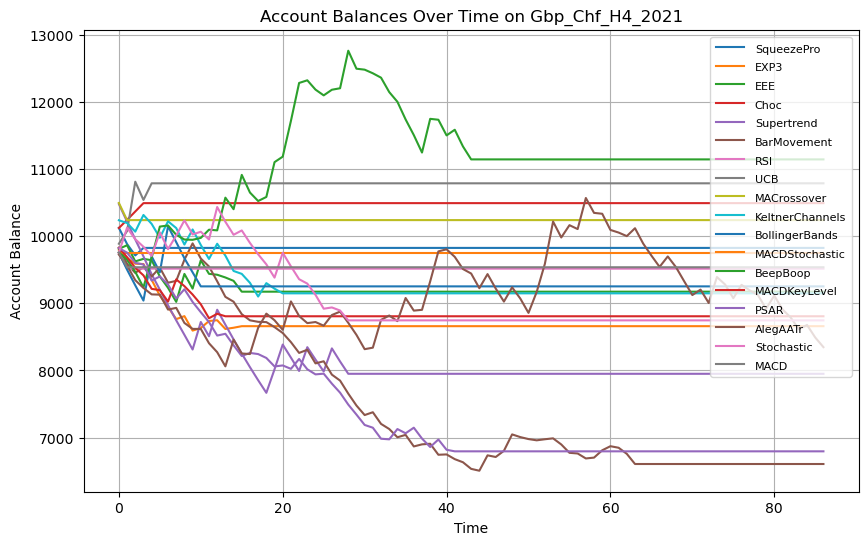 Account Balances Over Time on Gbp_Chf_H4_2021
13000
12000
11000
10000
9000
8000
7000
Account Balance
0
20
40
60
80
Time
SqueezePro
EXP3
EEE
Choc
Supertrend
BarMovement
RSI
UCB
MACrossover
KeltnerChannels
BollingerBands
MACDStochastic
BeepBoop
MACDKeyLevel
PSAR
AlegAATr
Stochastic
MACD